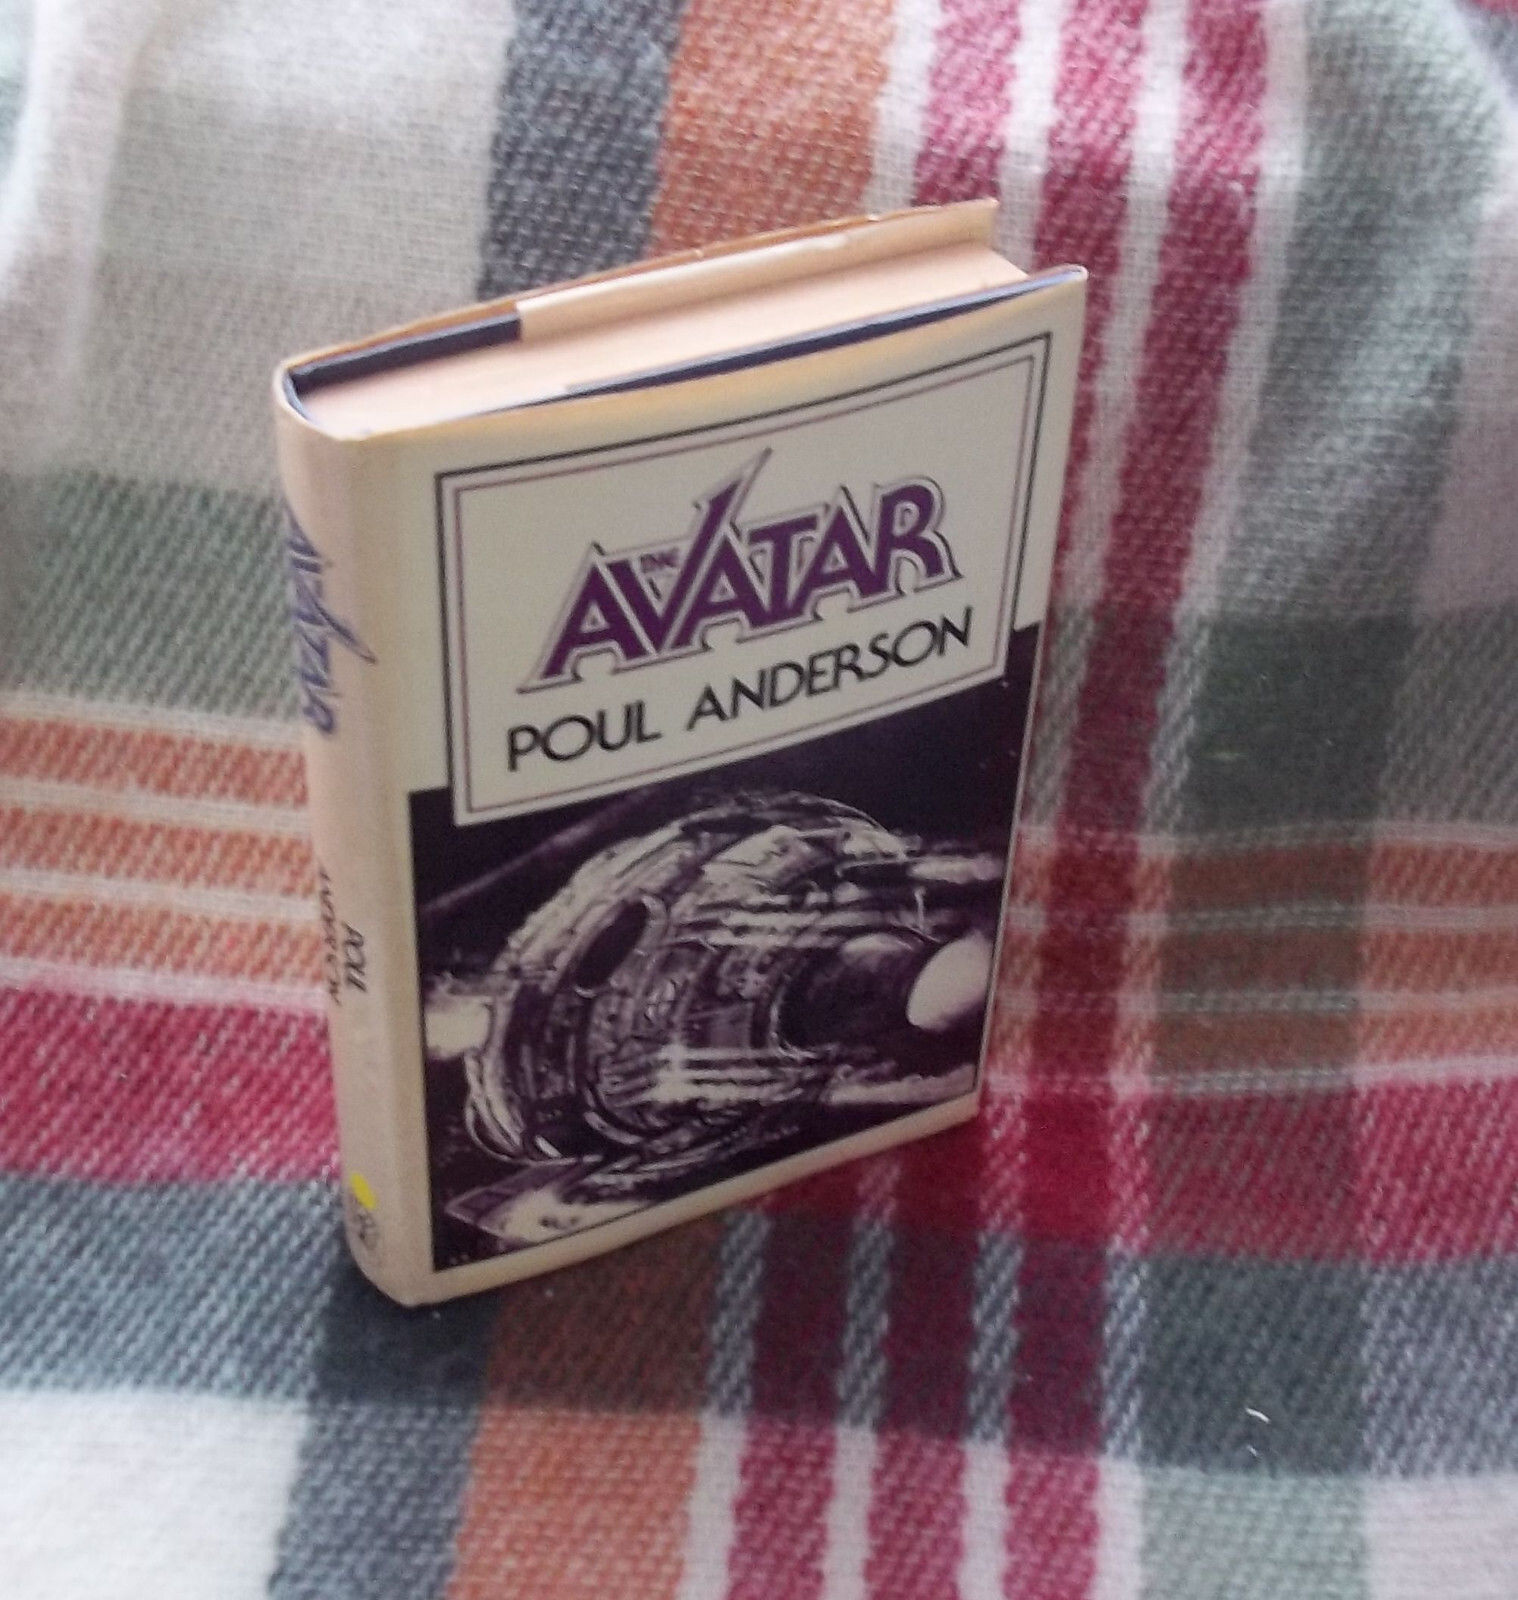 THE
AVATAR
POUL ANDERSON
AVATAR
POUL
ANDERSON